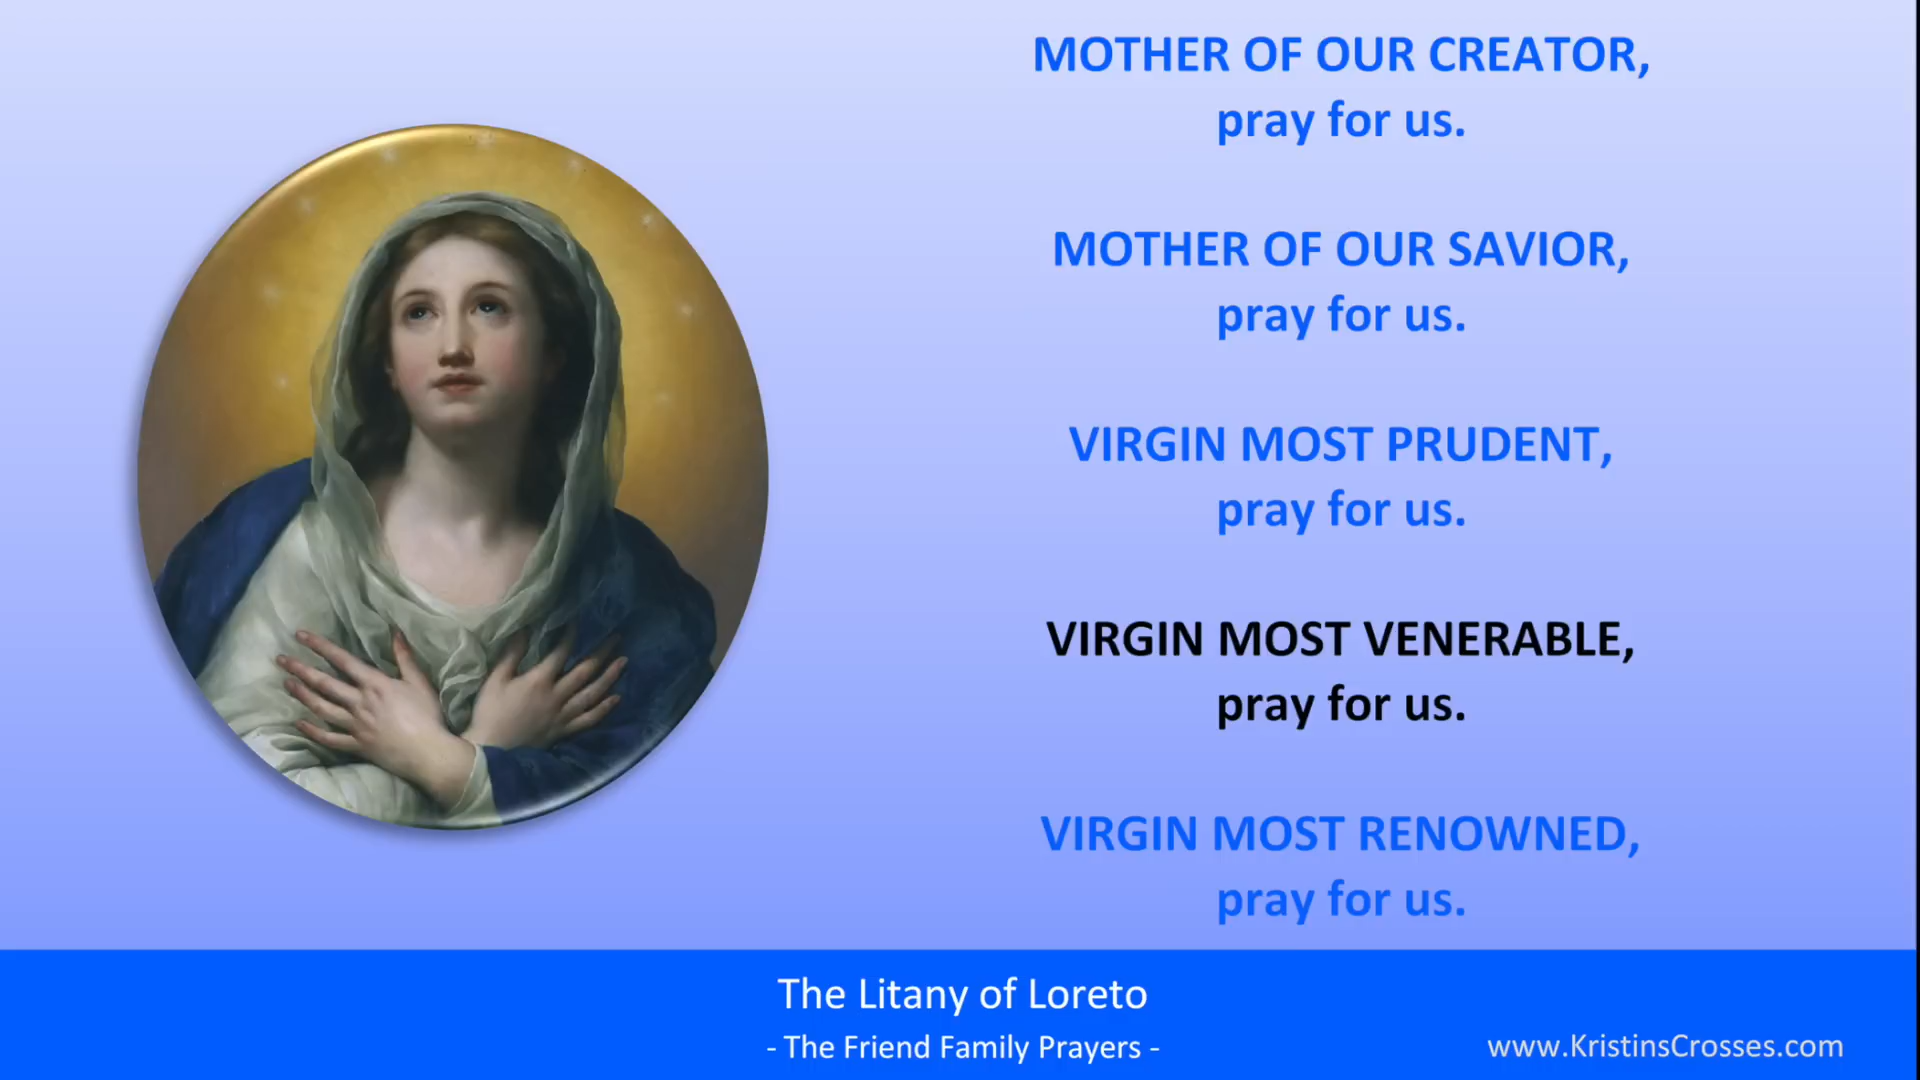 MOTHER OF OUR CREATOR,
pray for us.
MOTHER OF OUR SAVIOR,
pray for us.
VIRGIN MOST PRUDENT,
pray for us.
VIRGIN MOST VENERABLE,
pray for us.
VIRGIN MOST RENOWNED,
pray for us.
The Litany of Loreto
- The Friend Family Prayers -
www.KristinsCrosses.com